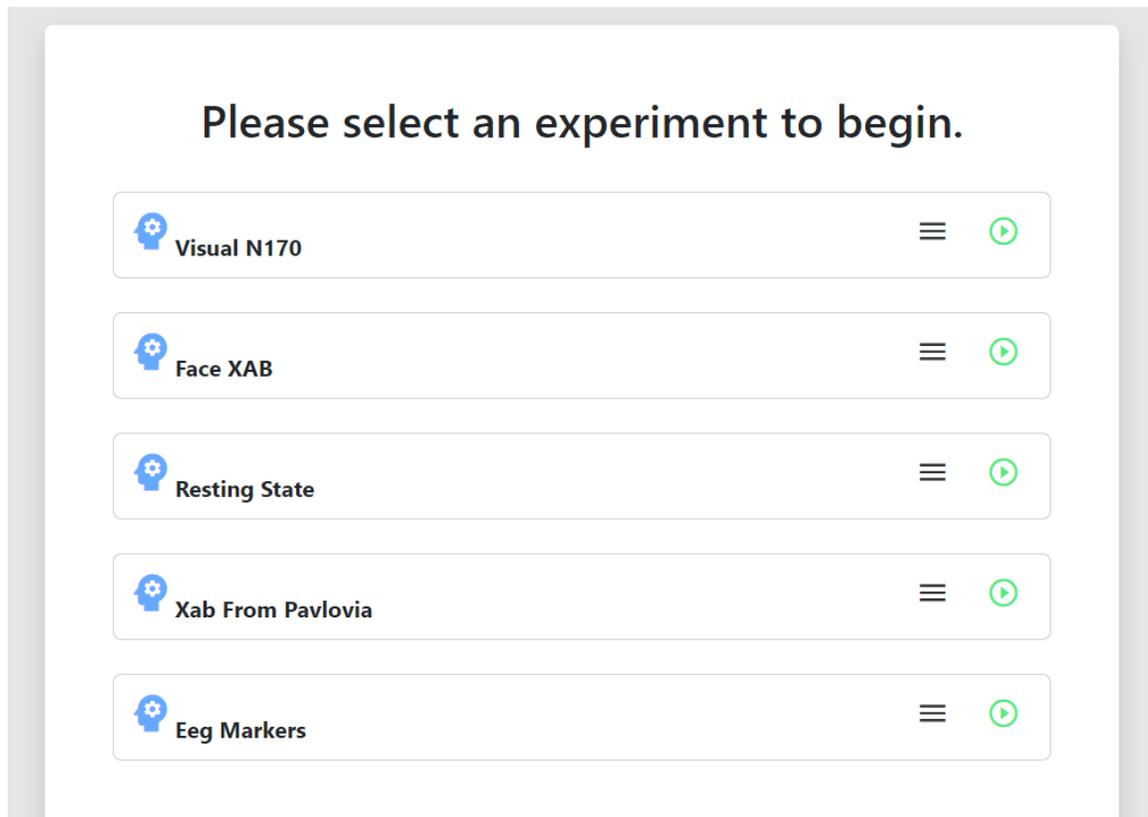 Please select an experiment to begin.
Visual N170
Face XAB
Resting State
Xab From Pavlovia
Eeg Markers